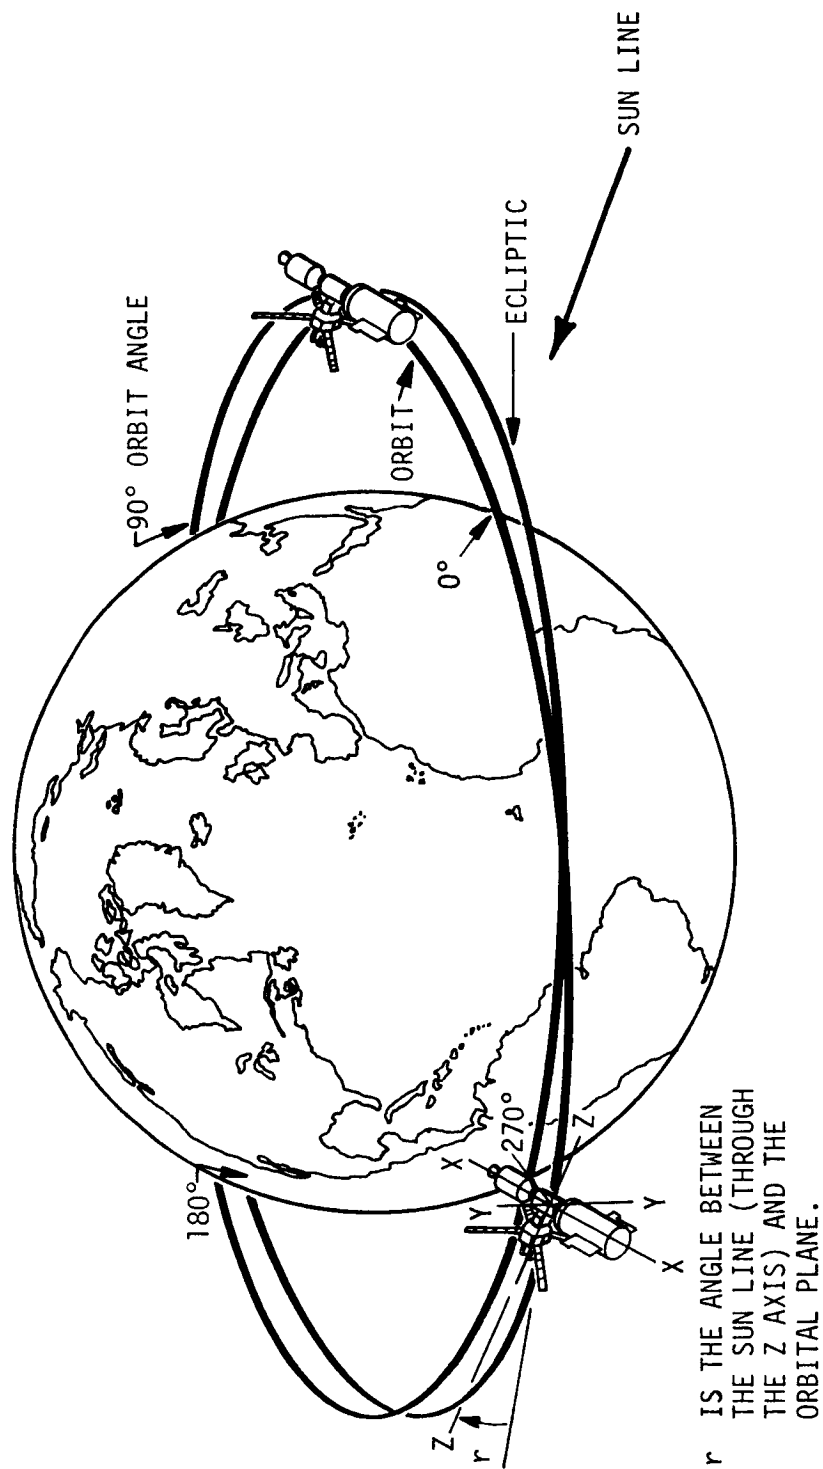 SUN LINE
90° ORBIT ANGLE
ECLIPTIC
ORBIT
0°
180°
270°
X
Y
Z
Y
X
Z
r
r IS THE ANGLE BETWEEN
THE SUN LINE (THROUGH
THE Z AXIS) AND THE
ORBITAL PLANE.